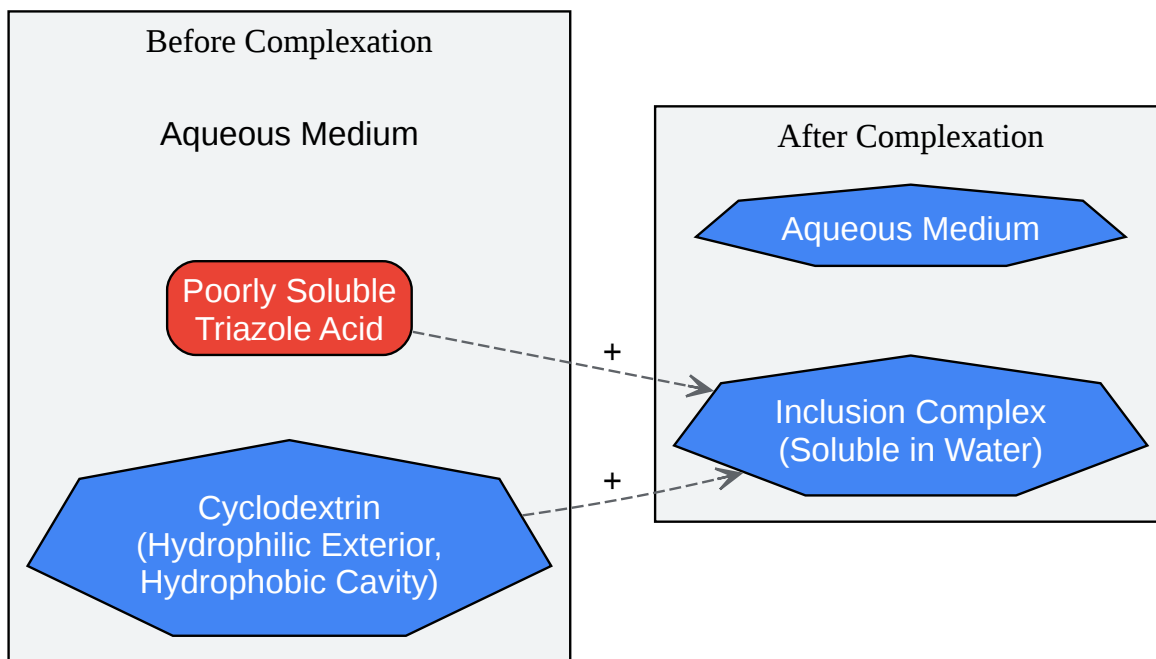 Before Complexation
Aqueous Medium
Poorly Soluble
Triazole Acid
Cyclodextrin
(Hydrophilic Exterior,
Hydrophobic Cavity)
+
+
After Complexation
Aqueous Medium
Inclusion Complex
(Soluble in Water)